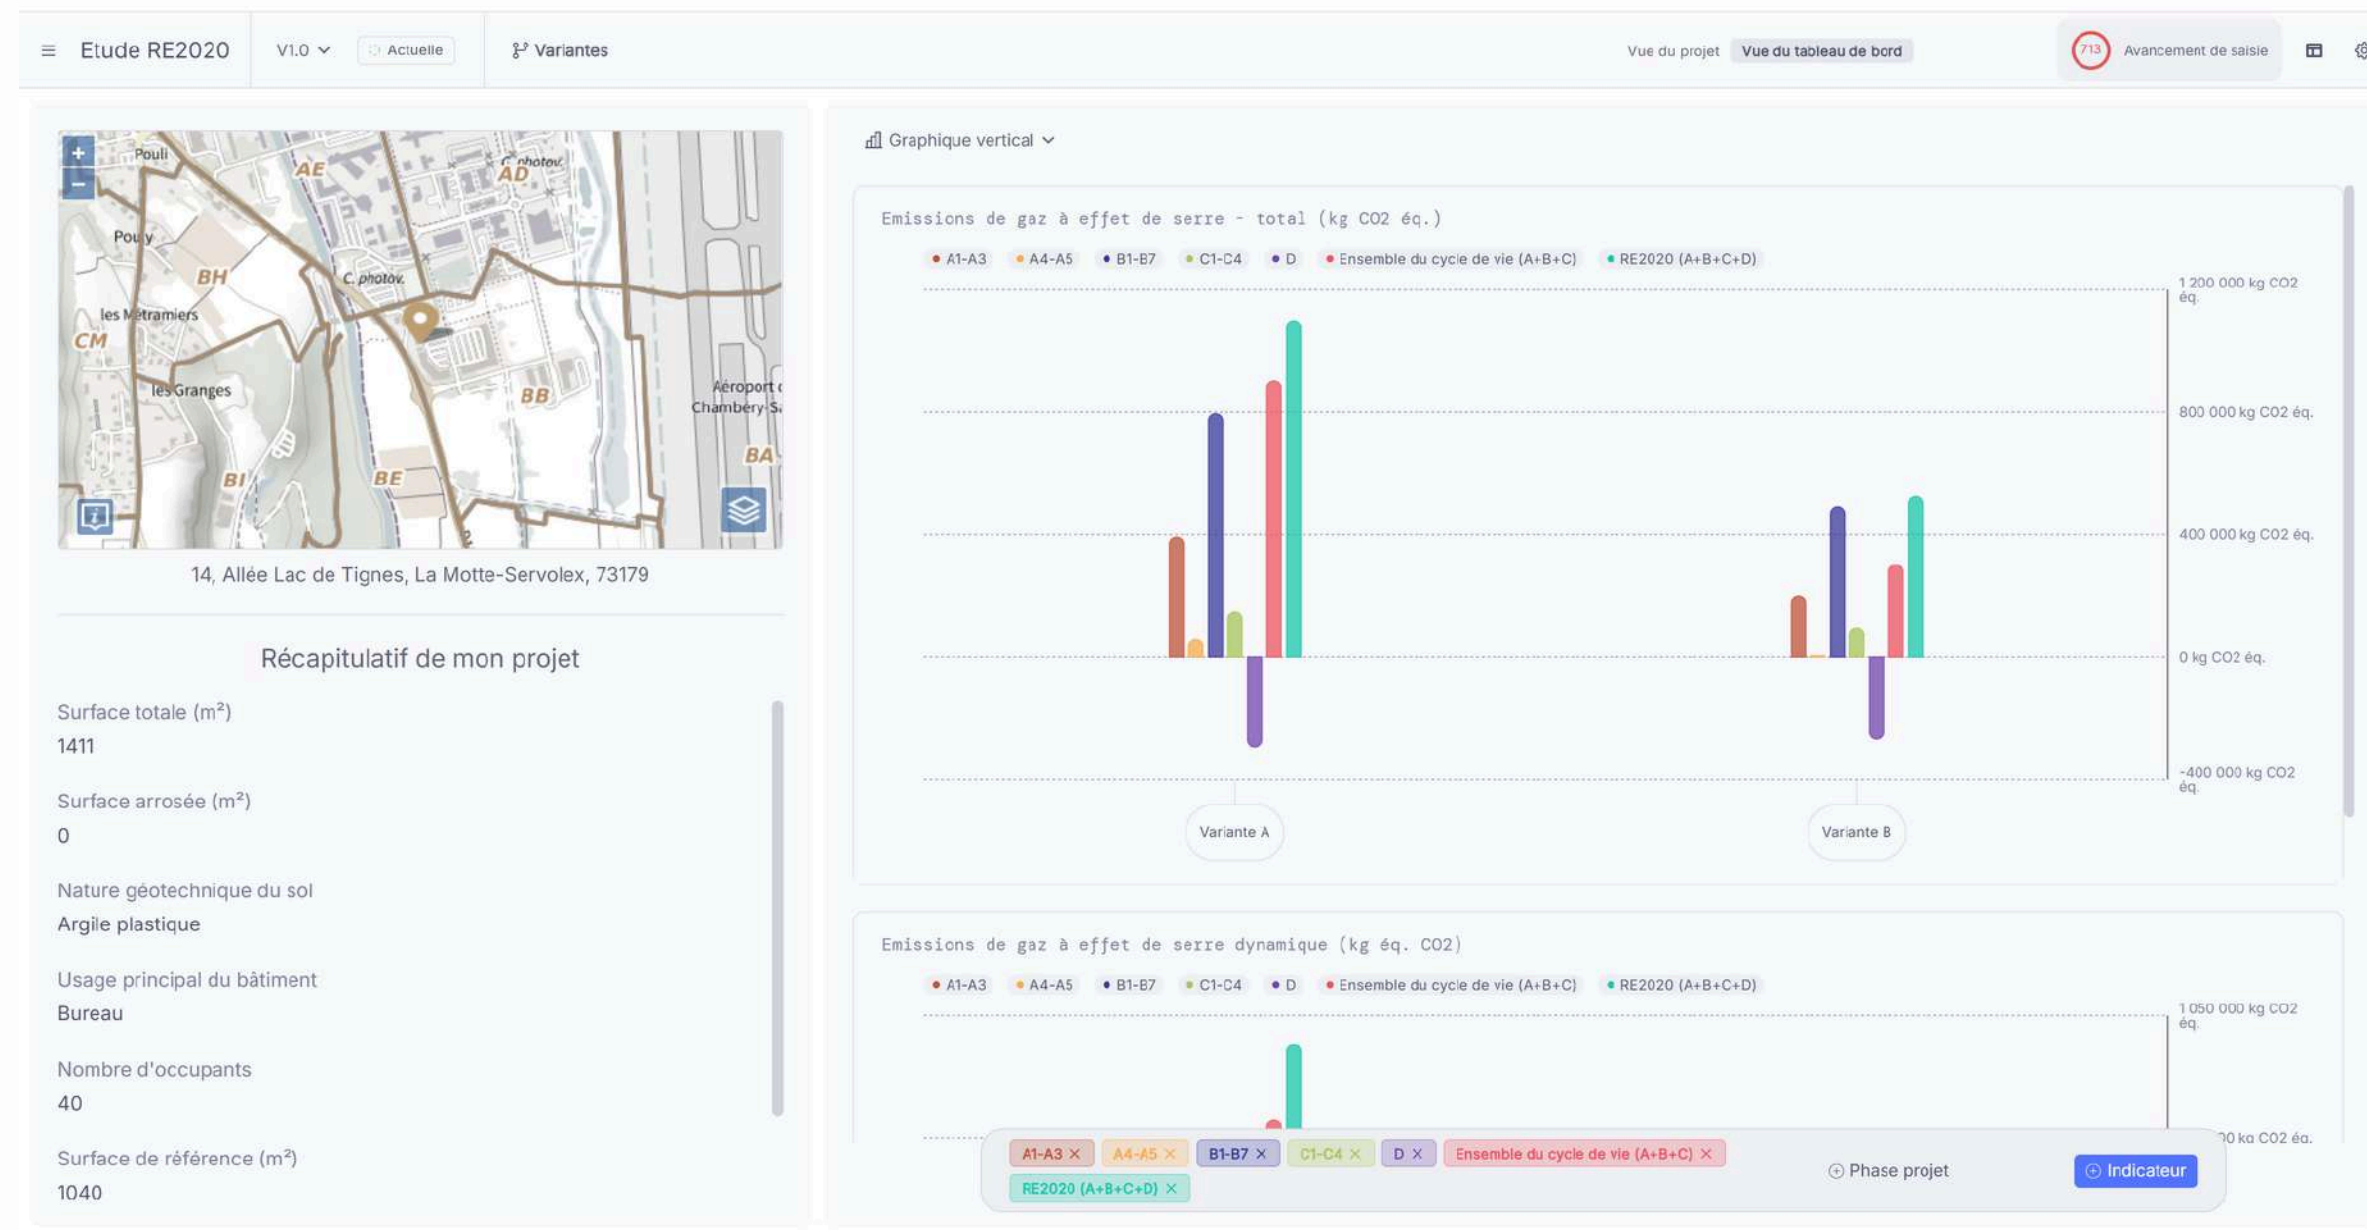 Etude RE2020
V1.0
Actuelle
Variantes
Vue du projet
Vue du tableau de bord
713
Avancement de saisie
+
−
Pouli
AE
C. photov.
AD
BH
C. photov.
les Métramiers
CM
les Granges
BB
Aéroport
Chambéry-S
BA
BI
BE
14, Allée Lac de Tignes, La Motte-Servolex, 73179
Récapitulatif de mon projet
Surface totale (m²)
1411
Surface arrosée (m²)
0
Nature géotechnique du sol
Argile plastique
Usage principal du bâtiment
Bureau
Nombre d'occupants
40
Surface de référence (m²)
1040
Graphique vertical
Emissions de gaz à effet de serre - total (kg CO2 éq.)
A1-A3 A4-A5 B1-B7 C1-C4 D Ensemble du cycle de vie (A+B+C) RE2020 (A+B+C+D)
1 200 000 kg CO2
éq.
800 000 kg CO2 éq.
400 000 kg CO2 éq.
0 kg CO2 éq.
-400 000 kg CO2
éq.
Variante A
Variante B
Emissions de gaz à effet de serre dynamique (kg éq. CO2)
A1-A3 A4-A5 B1-B7 C1-C4 D Ensemble du cycle de vie (A+B+C) RE2020 (A+B+C+D)
1 050 000 kg CO2
éq.
kg CO2 éq.
A1-A3 × A4-A5 × B1-B7 × C1-C4 × D × Ensemble du cycle de vie (A+B+C) ×
RE2020 (A+B+C+D) ×
Phase projet
Indicateur